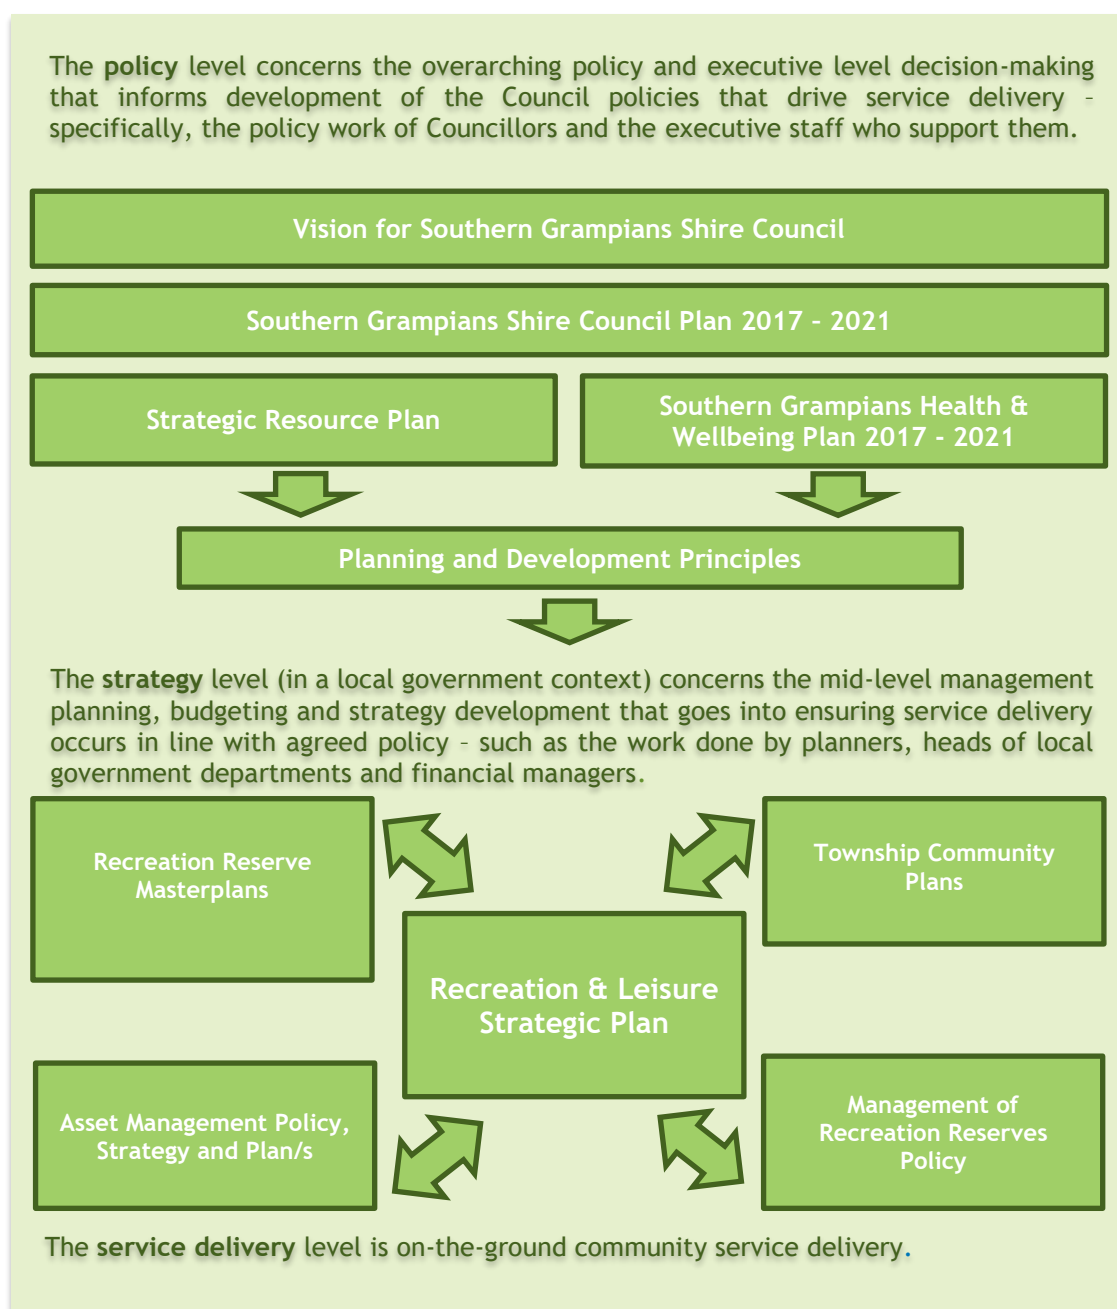 The policy level concerns the overarching policy and executive level decision-making
that informs development of the Council policies that drive service delivery –
specifically, the policy work of Councillors and the executive staff who support them.
Vision for Southern Grampians Shire Council
Southern Grampians Shire Council Plan 2017 – 2021
Strategic Resource Plan
Southern Grampians Health &
Wellbeing Plan 2017 - 2021
Planning and Development Principles
The strategy level (in a local government context) concerns the mid-level management
planning, budgeting and strategy development that goes into ensuring service delivery
occurs in line with agreed policy – such as the work done by planners, heads of local
government departments and financial managers.
Recreation Reserve
Masterplans
Township Community
Plans
Recreation & Leisure
Strategic Plan
Asset Management Policy,
Strategy and Plan/s
Management of
Recreation Reserves
Policy
The service delivery level is on-the-ground community service delivery.